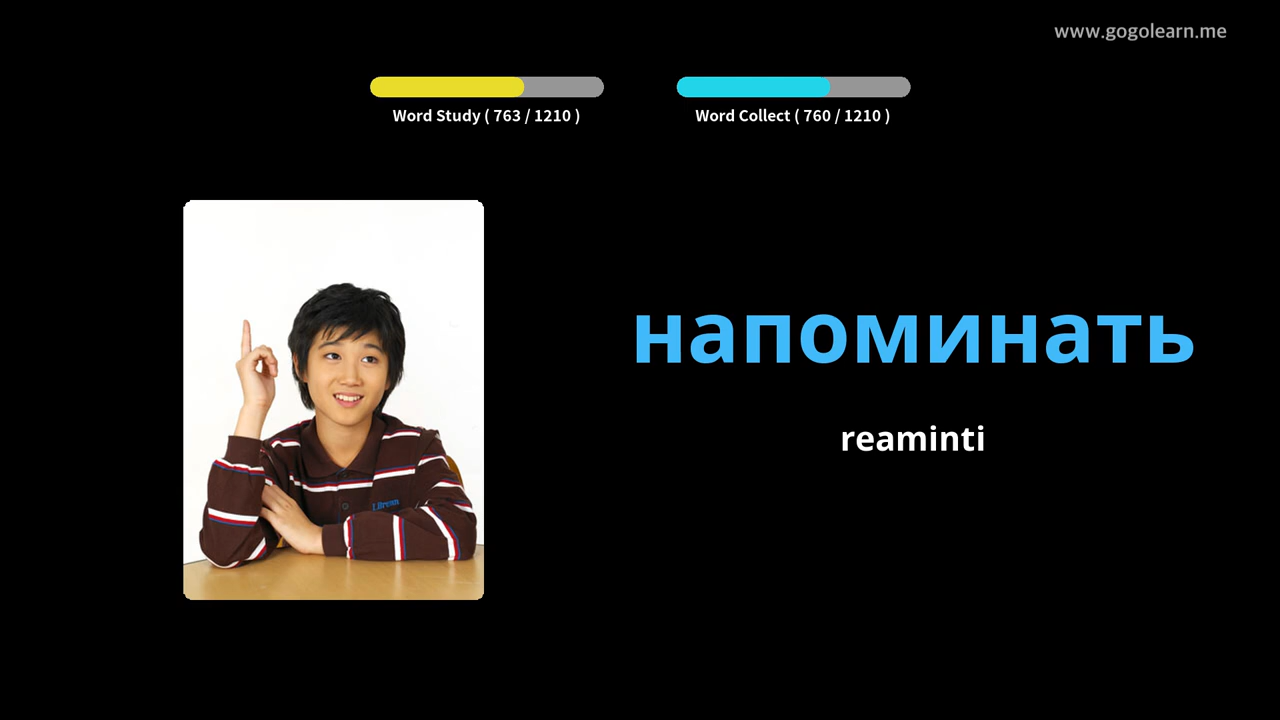 www.gogolearn.me
Word Study ( 763 / 1210 )
Word Collect ( 760 / 1210 )
напоминать
reaminti